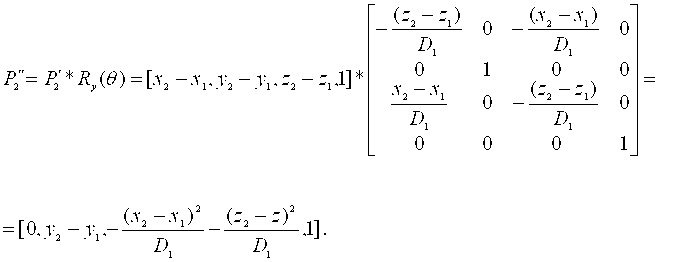 P₂″ = P₂′ * R_y(θ) = [x₂ − x₁, y₂ − y₁, z₂ − z₁, 1] * [
−(z₂ − z₁)/D₁ 0 −(x₂ − x₁)/D₁ 0
0 1 0 0
(x₂ − x₁)/D₁ 0 −(z₂ − z₁)/D₁ 0
0 0 0 1
] =
= [0, y₂ − y₁, −(x₂ − x₁)²/D₁ − (z₂ − z)²/D₁, 1].